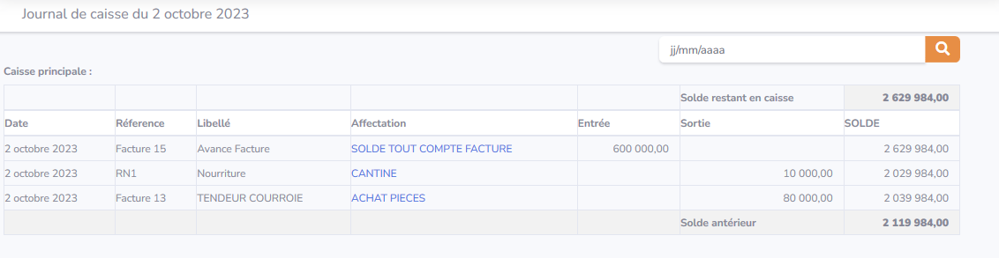 Journal de caisse du 2 octobre 2023
jj/mm/aaaa
Caisse principale :
Solde restant en caisse 2 629 984,00
Date Réference Libellé Affectation Entrée Sortie SOLDE
2 octobre 2023 Facture 15 Avance Facture SOLDE TOUT COMPTE FACTURE 600 000,00 2 629 984,00
2 octobre 2023 RN1 Nourriture CANTINE 10 000,00 2 029 984,00
2 octobre 2023 Facture 13 TENDEUR COURROIE ACHAT PIECES 80 000,00 2 039 984,00
Solde antérieur 2 119 984,00